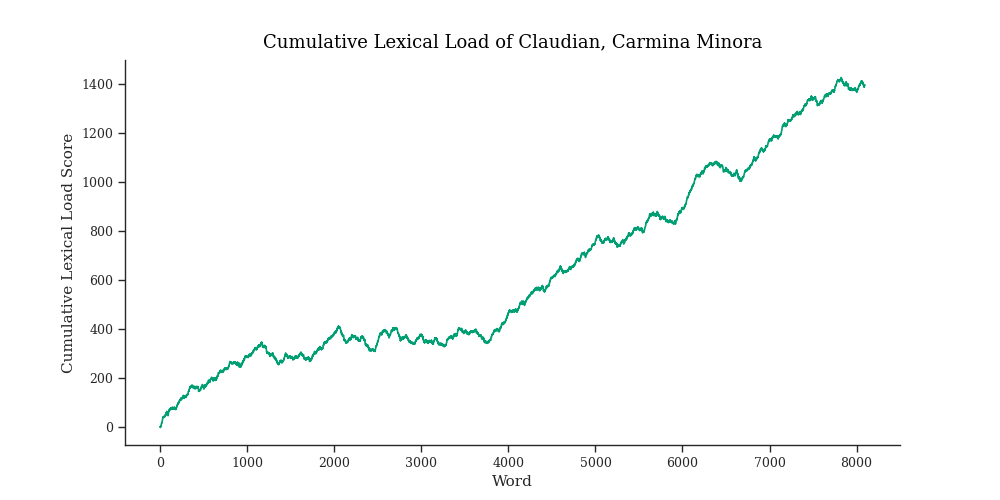 Cumulative Lexical Load of Claudian, Carmina Minora
Cumulative Lexical Load Score
1400
1200
1000
800
600
400
200
0
0 1000 2000 3000 4000 5000 6000 7000 8000
Word